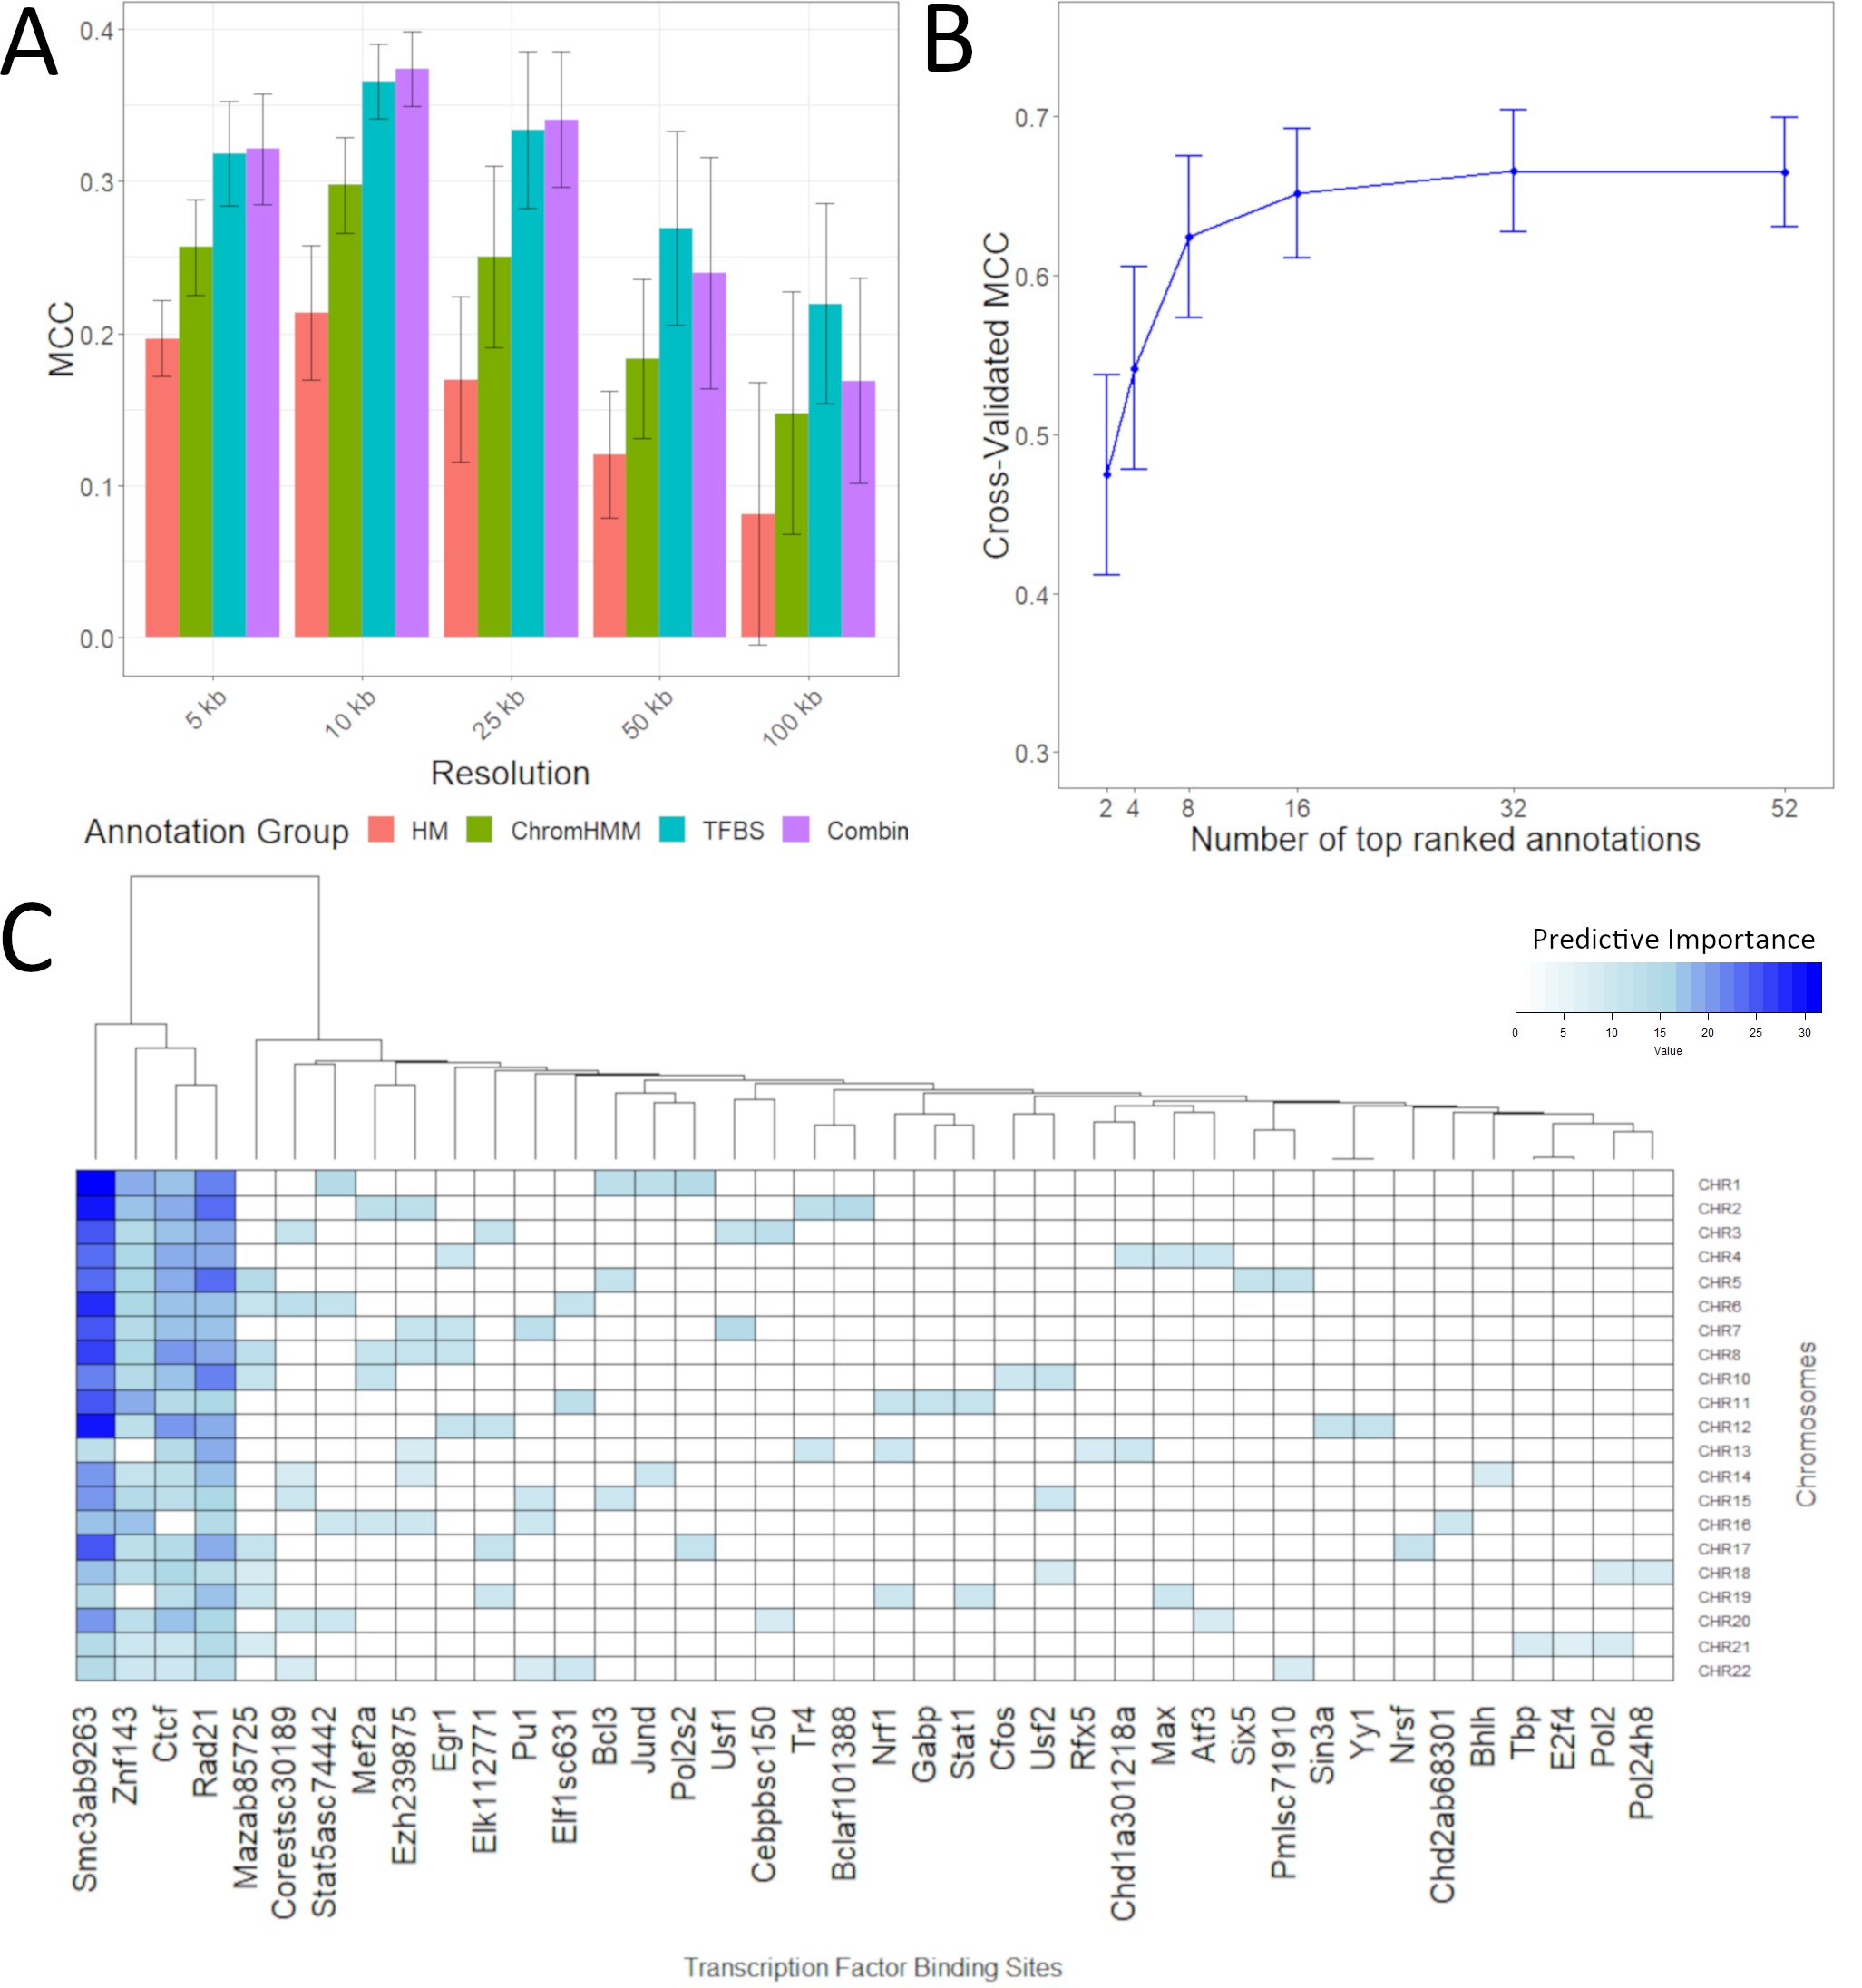 A
B
0.4
0.3
0.2
0.1
0.0
MCC
5 kb
10 kb
25 kb
50 kb
100 kb
Resolution
Annotation Group HM ChromHMM TFBS Combin
0.7
0.6
0.5
0.4
0.3
Cross-Validated MCC
2 4 8 16 32 52
Number of top ranked annotations
C
Predictive Importance
0 5 10 15 20 25 30
Value
CHR1
CHR2
CHR3
CHR4
CHR5
CHR6
CHR7
CHR8
CHR10
CHR11
CHR12
CHR13
CHR14
CHR15
CHR16
CHR17
CHR18
CHR19
CHR20
CHR21
CHR22
Chromosomes
Smc3ab9263
Znf143
Ctcf
Rad21
Mazab85725
Corestsc30189
Stat5asc74442
Mef2a
Ezh239875
Egr1
Elk112771
Pu1
Elf1sc631
Bcl3
Jund
Pol2s2
Usf1
Cebpbsc150
Tr4
Bclaf101388
Nrf1
Gabp
Stat1
Cfos
Usf2
Rfx5
Chd1a301218a
Max
Atf3
Six5
Pmlsc71910
Sin3a
Yy1
Nrsf
Chd2ab68301
Bhlh
Tbp
E2f4
Pol2
Pol24h8
Transcription Factor Binding Sites